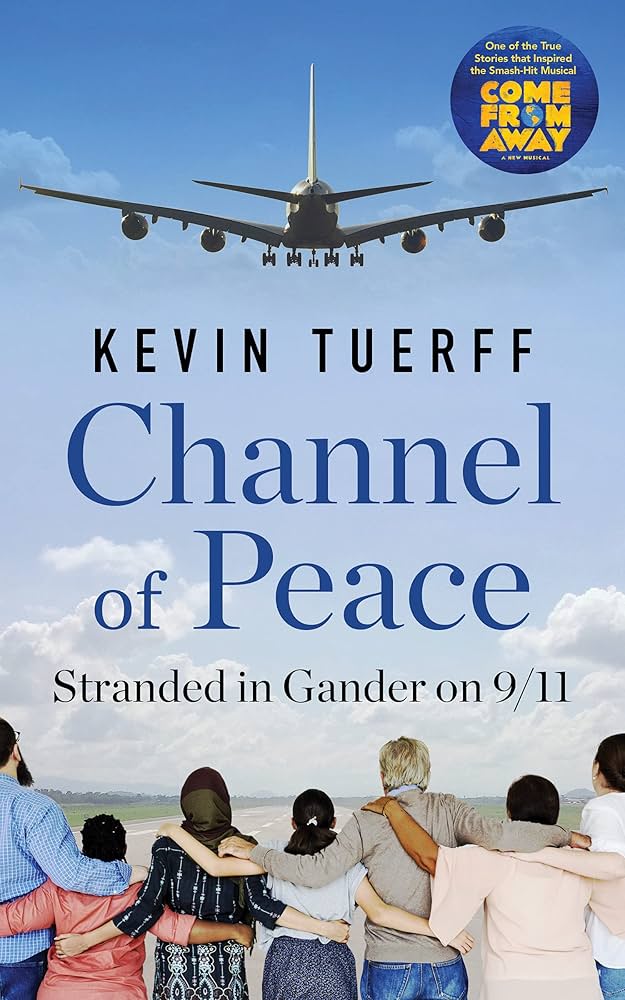 One of the True
Stories that Inspired
the Smash-Hit Musical
COME
FROM
AWAY
A NEW MUSICAL
KEVIN TUERFF
Channel
of Peace
Stranded in Gander on 9/11